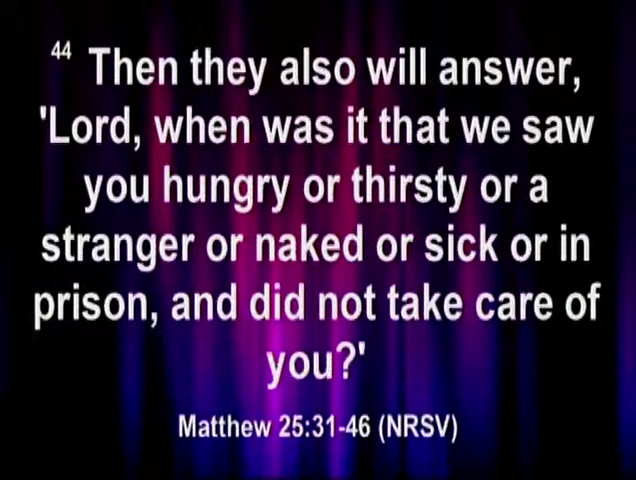 44 Then they also will answer,
'Lord, when was it that we saw
you hungry or thirsty or a
stranger or naked or sick or in
prison, and did not take care of
you?'
Matthew 25:31-46 (NRSV)